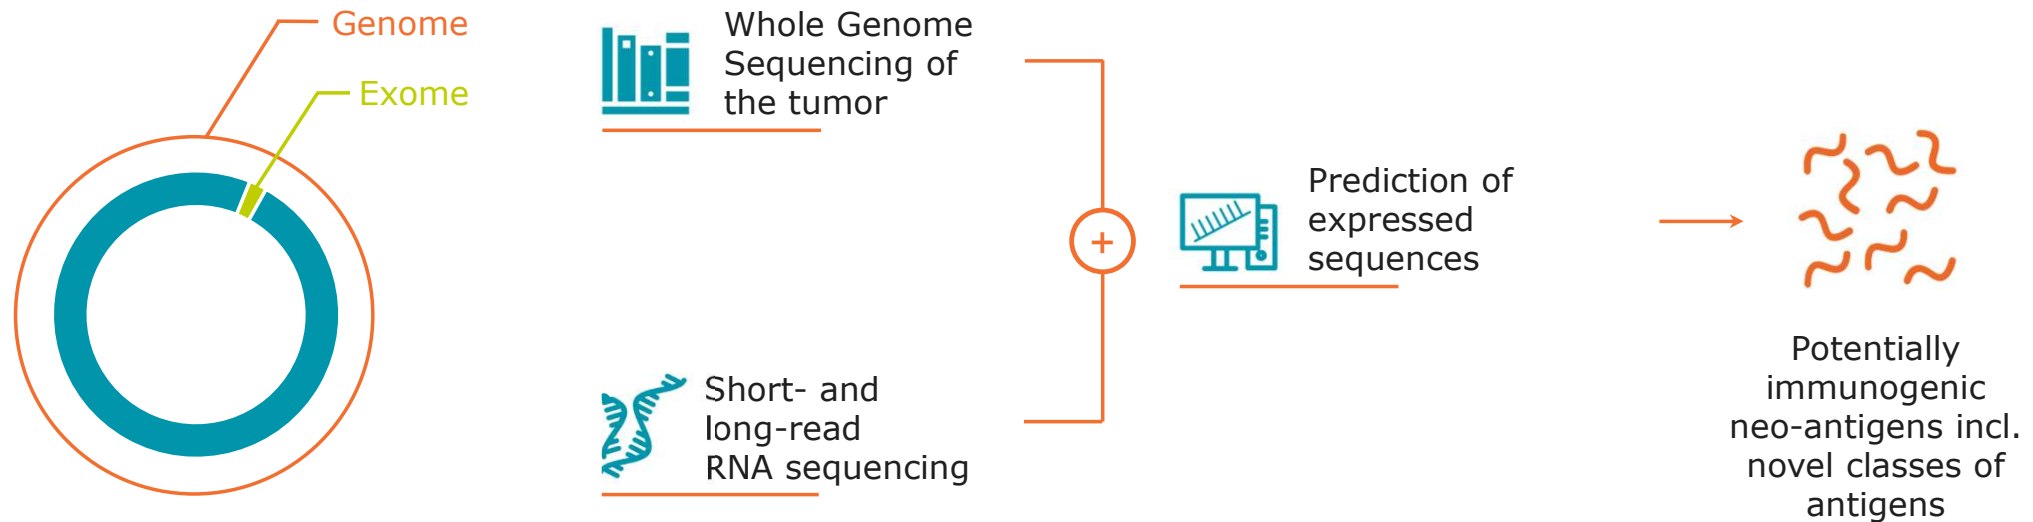 Genome
Exome
Whole Genome
Sequencing of
the tumor
Short- and
long-read
RNA sequencing
+
Prediction of
expressed
sequences
Potentially
immunogenic
neo-antigens incl.
novel classes of
antigens